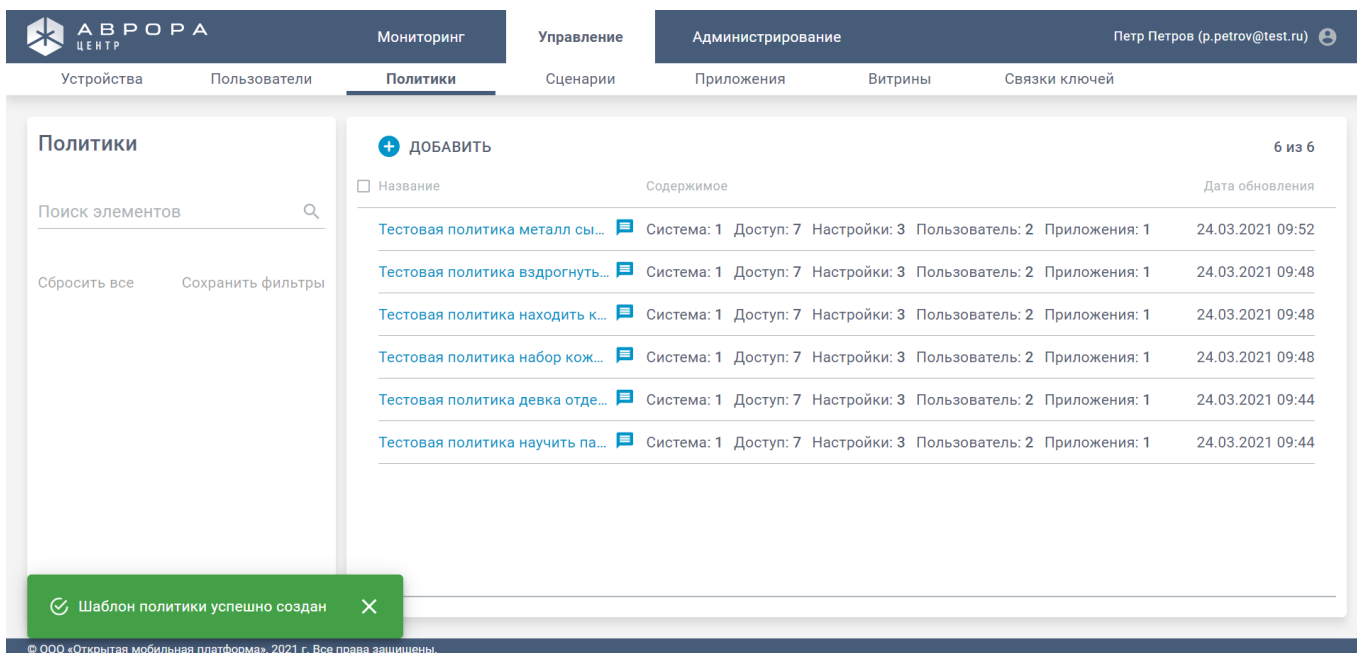 АВРОРА
ЦЕНТР
Мониторинг Управление Администрирование Петр Петров (p.petrov@test.ru)
Устройства Пользователи Политики Сценарии Приложения Витрины Связки ключей
Политики
Поиск элементов
Сбросить все Сохранить фильтры
ДОБАВИТЬ 6 из 6
Название Содержимое Дата обновления
Тестовая политика металл сы... Система: 1 Доступ: 7 Настройки: 3 Пользователь: 2 Приложения: 1 24.03.2021 09:52
Тестовая политика вздрогнуть... Система: 1 Доступ: 7 Настройки: 3 Пользователь: 2 Приложения: 1 24.03.2021 09:48
Тестовая политика находить к... Система: 1 Доступ: 7 Настройки: 3 Пользователь: 2 Приложения: 1 24.03.2021 09:48
Тестовая политика набор кож... Система: 1 Доступ: 7 Настройки: 3 Пользователь: 2 Приложения: 1 24.03.2021 09:48
Тестовая политика девка отде... Система: 1 Доступ: 7 Настройки: 3 Пользователь: 2 Приложения: 1 24.03.2021 09:44
Тестовая политика научить па... Система: 1 Доступ: 7 Настройки: 3 Пользователь: 2 Приложения: 1 24.03.2021 09:44
Шаблон политики успешно создан
© ООО «Открытая мобильная платформа», 2021 г. Все права защищены.